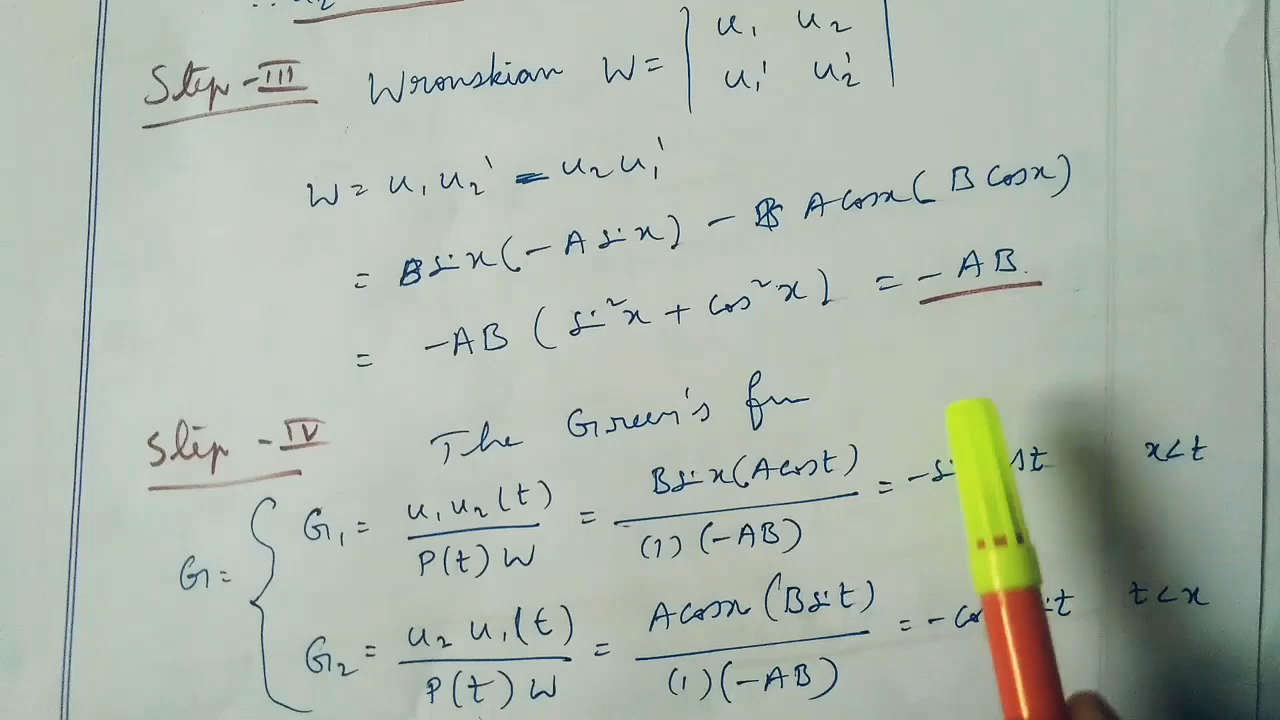 ∴ u₂
Step-III Wronskian W = | u₁ u₂ |
| u₁' u₂' |
W = u₁ u₂' - u₂ u₁'
= B sin x (-A sin x) - A cos x (B cos x)
= -AB (sin²x + cos²x) = -AB.
Step-IV The Green's fn
G = { G₁ = u₁ u₂(t) / P(t) W = B sin x (A cos t) / (1) (-AB) = - x < t
G₂ = u₂ u₁(t) / P(t) W = A cos x (B sin t) / (1) (-AB) = - t < x